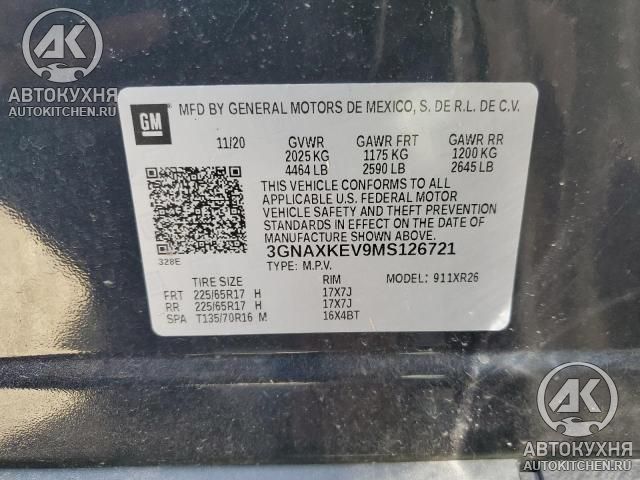 AK
АВТОКУХНЯ
AUTOKITCHEN.RU
GM
MFD BY GENERAL MOTORS DE MEXICO, S. DE R.L. DE C.V.
11/20 GVWR GAWR FRT GAWR RR
2025 KG 1175 KG 1200 KG
4464 LB 2590 LB 2645 LB
THIS VEHICLE CONFORMS TO ALL
APPLICABLE U.S. FEDERAL MOTOR
VEHICLE SAFETY AND THEFT PREVENTION
STANDARDS IN EFFECT ON THE DATE OF
MANUFACTURE SHOWN ABOVE.
328E
3GNAXKEV9MS126721
TYPE: M.P.V.
TIRE SIZE RIM MODEL: 911XR26
FRT 225/65R17 H 17X7J
RR 225/65R17 H 17X7J
SPA T135/70R16 M 16X4BT
AK
АВТОКУХНЯ
AUTOKITCHEN.RU